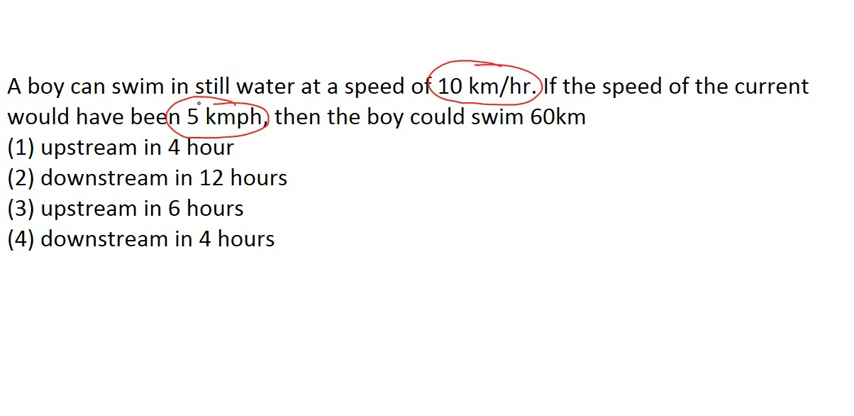 A boy can swim in still water at a speed of 10 km/hr. If the speed of the current
would have been 5 kmph, then the boy could swim 60km
(1) upstream in 4 hour
(2) downstream in 12 hours
(3) upstream in 6 hours
(4) downstream in 4 hours